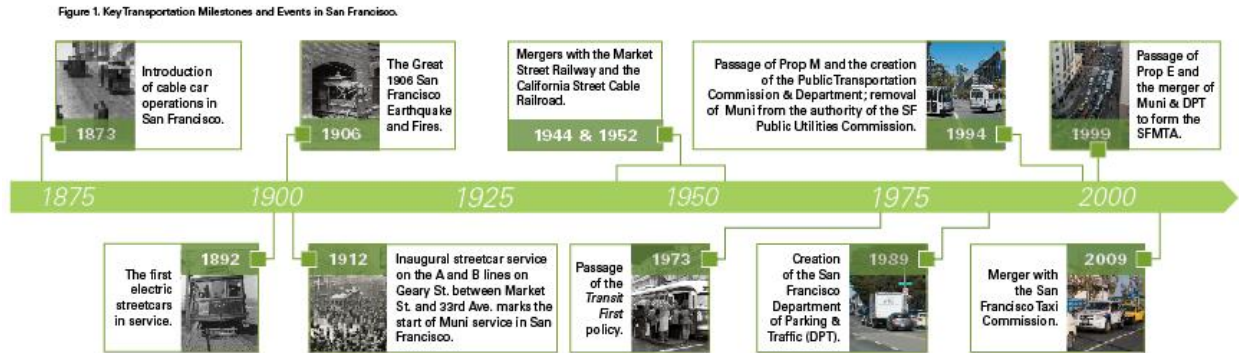 Figure 1. Key Transportation Milestones and Events in San Francisco.
Introduction
of cable car
operations in
San Francisco.
1873
The Great
1906 San
Francisco
Earthquake
and Fires.
1906
Mergers with the Market
Street Railway and the
California Street Cable
Railroad.
1944 & 1952
Passage of Prop M and the creation
of the Public Transportation
Commission & Department; removal
of Muni from the authority of the SF
Public Utilities Commission.
1994
Passage of
Prop E and
the merger of
Muni & DPT
to form the
SFMTA.
1999
1875
1900
1925
1950
1975
2000
The first
electric
streetcars
in service.
1892
1912
Inaugural streetcar service
on the A and B lines on
Geary St. between Market
St. and 33rd Ave. marks the
start of Muni service in San
Francisco.
Passage
of the
Transit
First
policy.
1973
Creation
of the San
Francisco
Department
of Parking &
Traffic (DPT).
1989
Merger with
the San
Francisco Taxi
Commission.
2009